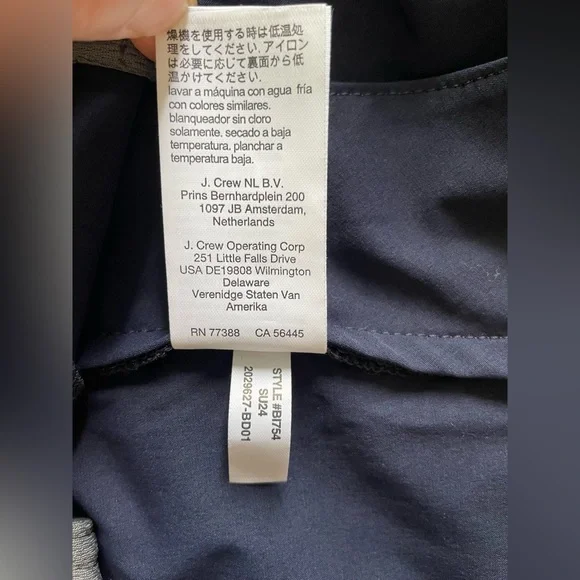 燥機を使用する時は低温処
理をしてください. アイロン
は必要に応じて裏面から低
温かけてください.
lavar a máquina con agua fría
con colores similares.
blanqueador sin cloro
solamente. secado a baja
temperatura. planchar a
temperatura baja.
J. Crew NL B.V.
Prins Bernhardplein 200
1097 JB Amsterdam,
Netherlands
J. Crew Operating Corp
251 Little Falls Drive
USA DE19808 Wilmington
Delaware
Verenidge Staten Van
Amerika
RN 77388 CA 56445
STYLE #BI754
SU24
2029627-BD01